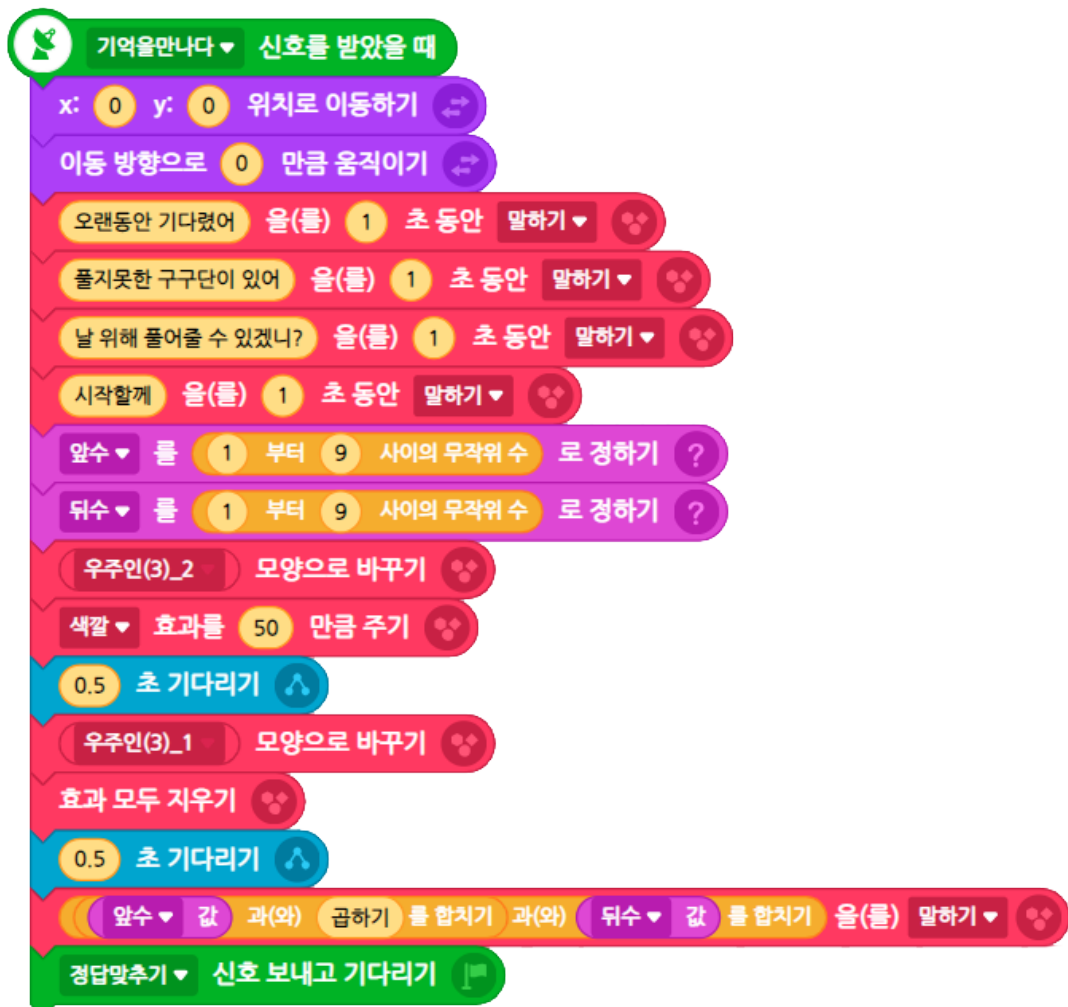 기억을만나다 신호를 받았을 때
x: 0 y: 0 위치로 이동하기
이동 방향으로 0 만큼 움직이기
오랜동안 기다렸어 을(를) 1 초 동안 말하기
풀지못한 구구단이 있어 을(를) 1 초 동안 말하기
날 위해 풀어줄 수 있겠니? 을(를) 1 초 동안 말하기
시작할께 을(를) 1 초 동안 말하기
앞수 를 1 부터 9 사이의 무작위 수 로 정하기 ?
뒤수 를 1 부터 9 사이의 무작위 수 로 정하기 ?
우주인(3)_2 모양으로 바꾸기
색깔 효과를 50 만큼 주기
0.5 초 기다리기
우주인(3)_1 모양으로 바꾸기
효과 모두 지우기
0.5 초 기다리기
앞수 값 과(와) 곱하기 를 합치기 과(와) 뒤수 값 를 합치기 을(를) 말하기
정답맞추기 신호 보내고 기다리기